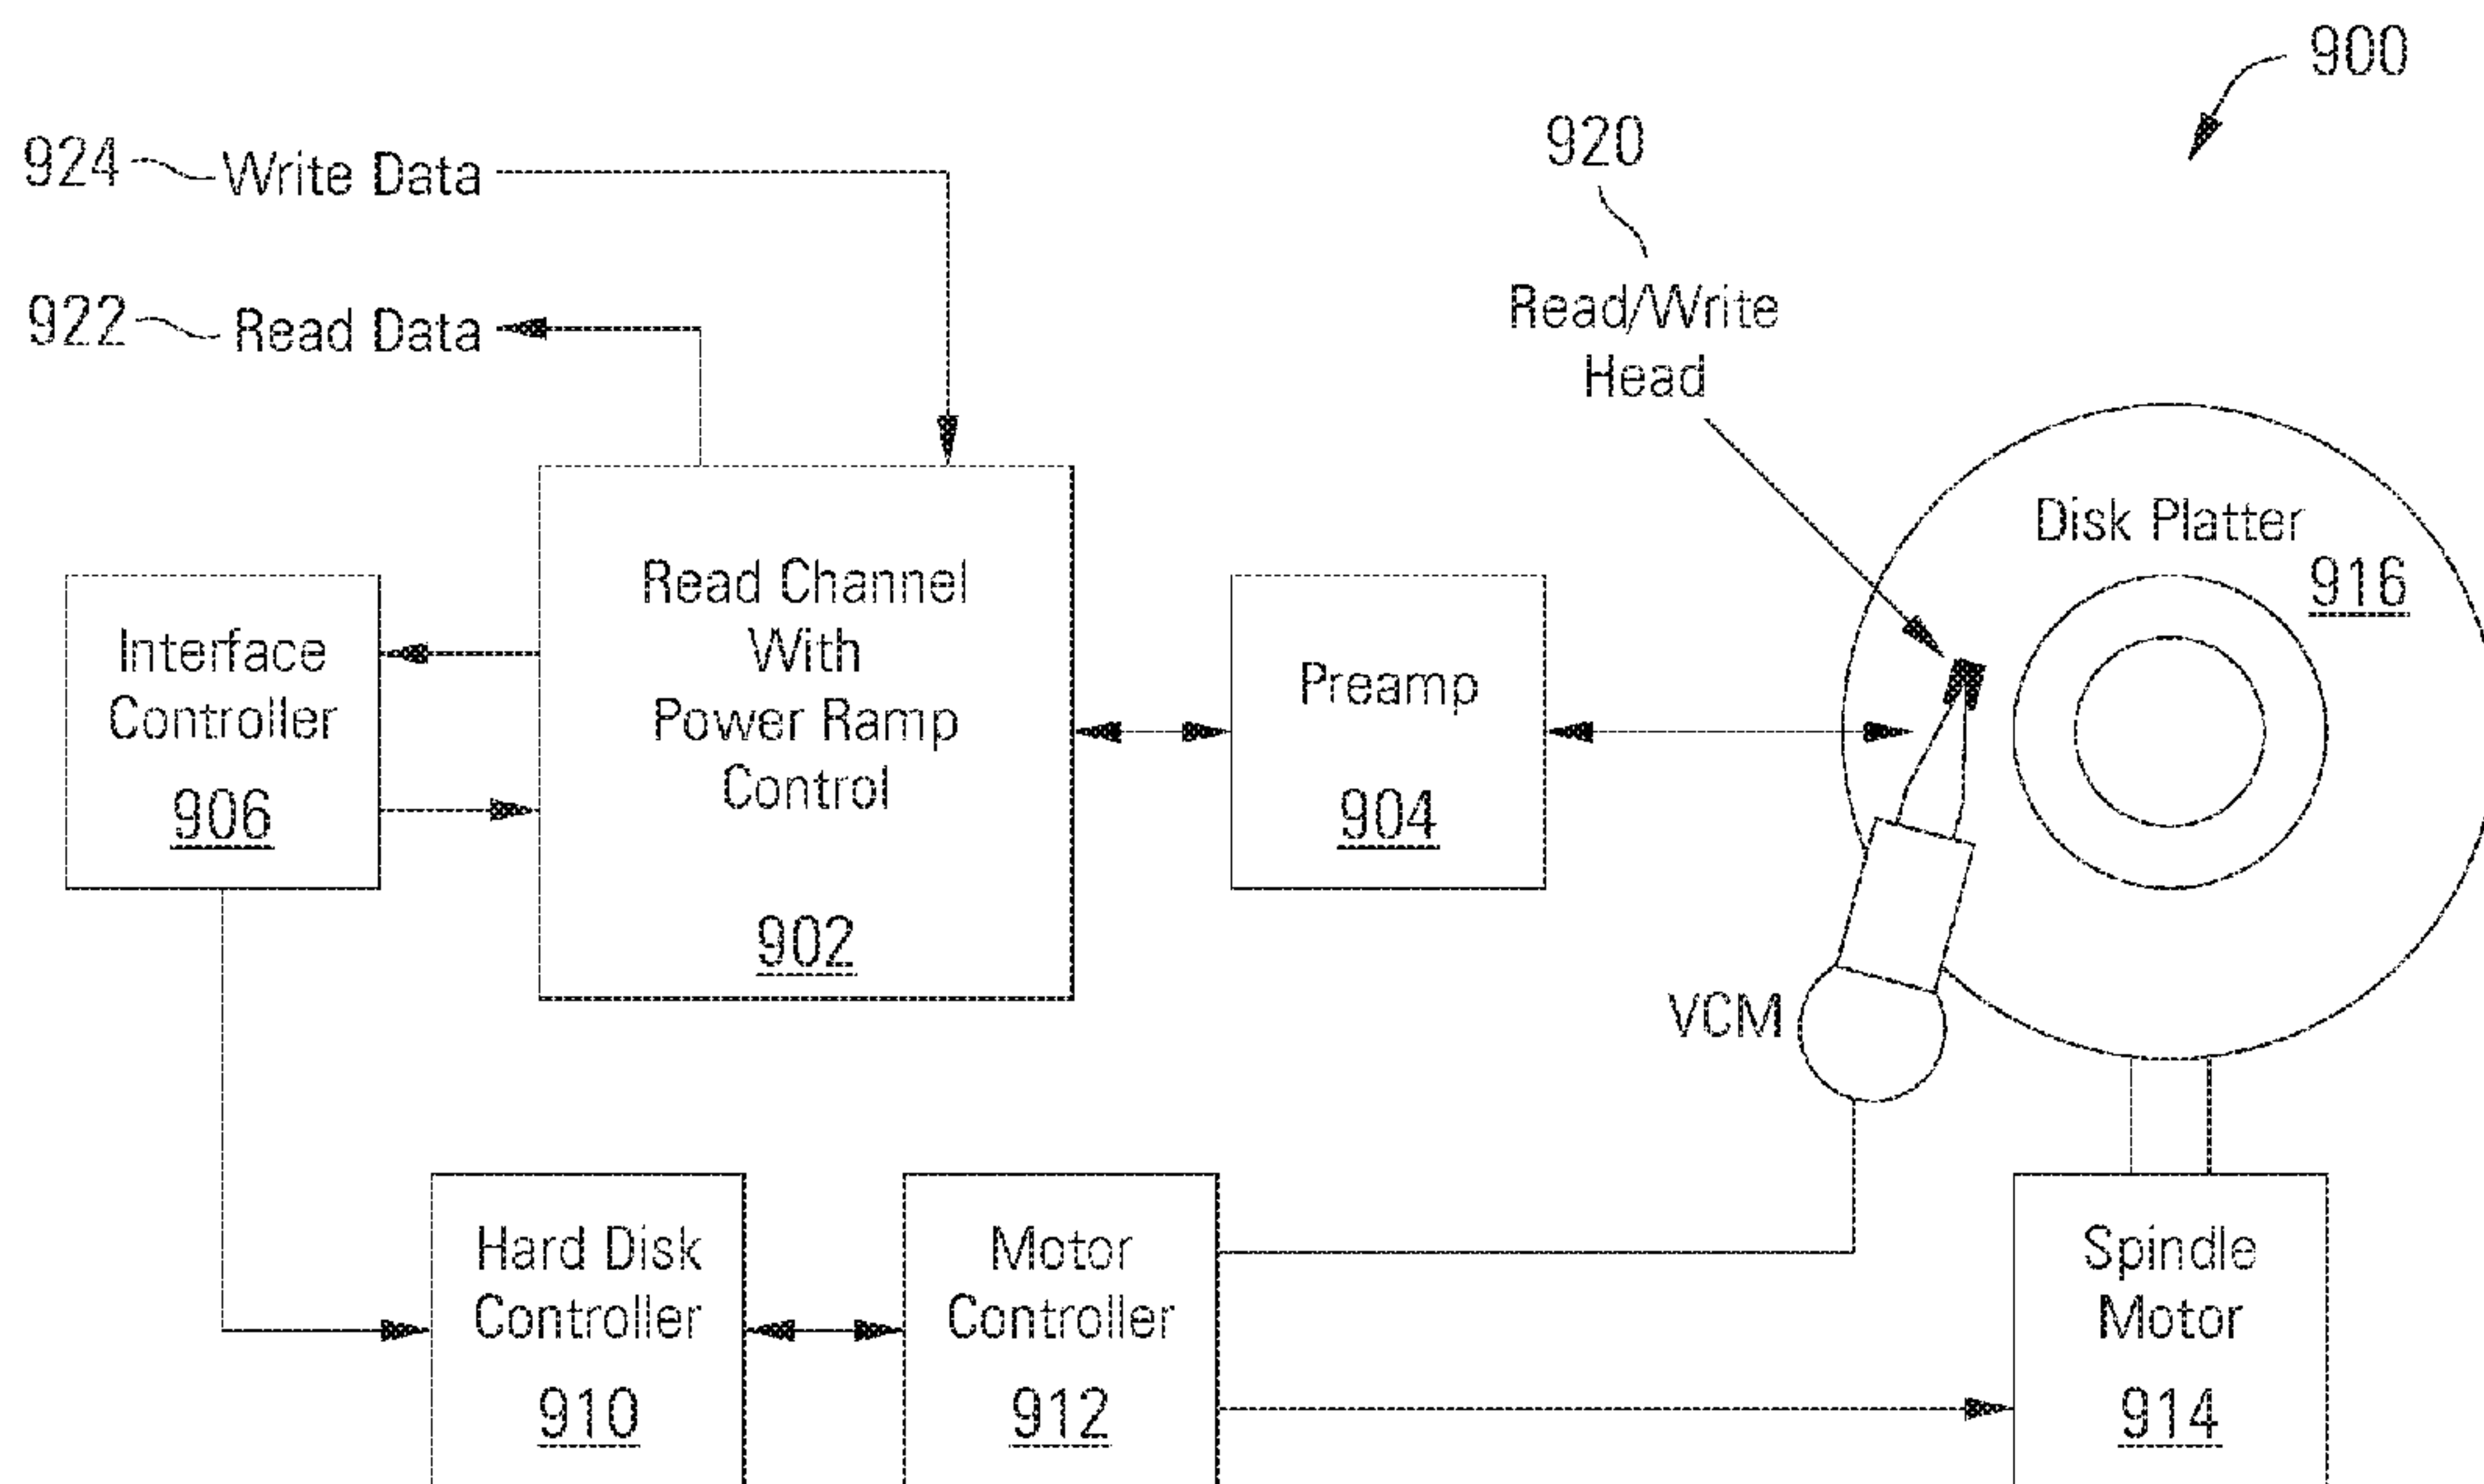 900
924
Write Data
920
922
Read Data
Read/Write
Head
Disk Platter
916
Interface
Controller
906
Read Channel
With
Power Ramp
Control
902
Preamp
904
VCM
Hard Disk
Controller
910
Motor
Controller
912
Spindle
Motor
914